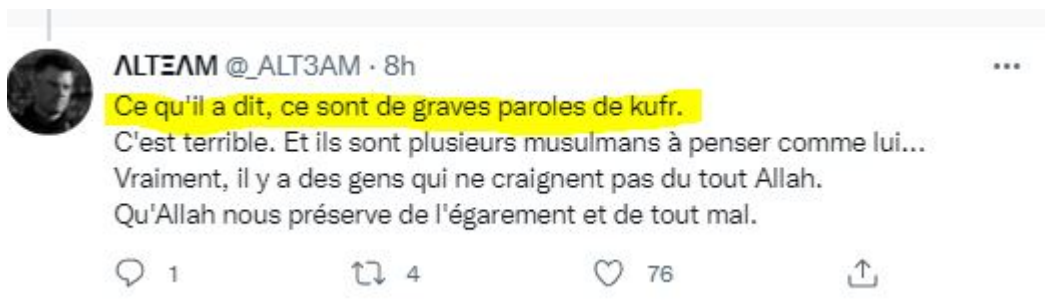 ΛLTΞΛM @_ALT3AM · 8h
Ce qu'il a dit, ce sont de graves paroles de kufr.
C'est terrible. Et ils sont plusieurs musulmans à penser comme lui...
Vraiment, il y a des gens qui ne craignent pas du tout Allah.
Qu'Allah nous préserve de l'égarement et de tout mal.
1 4 76